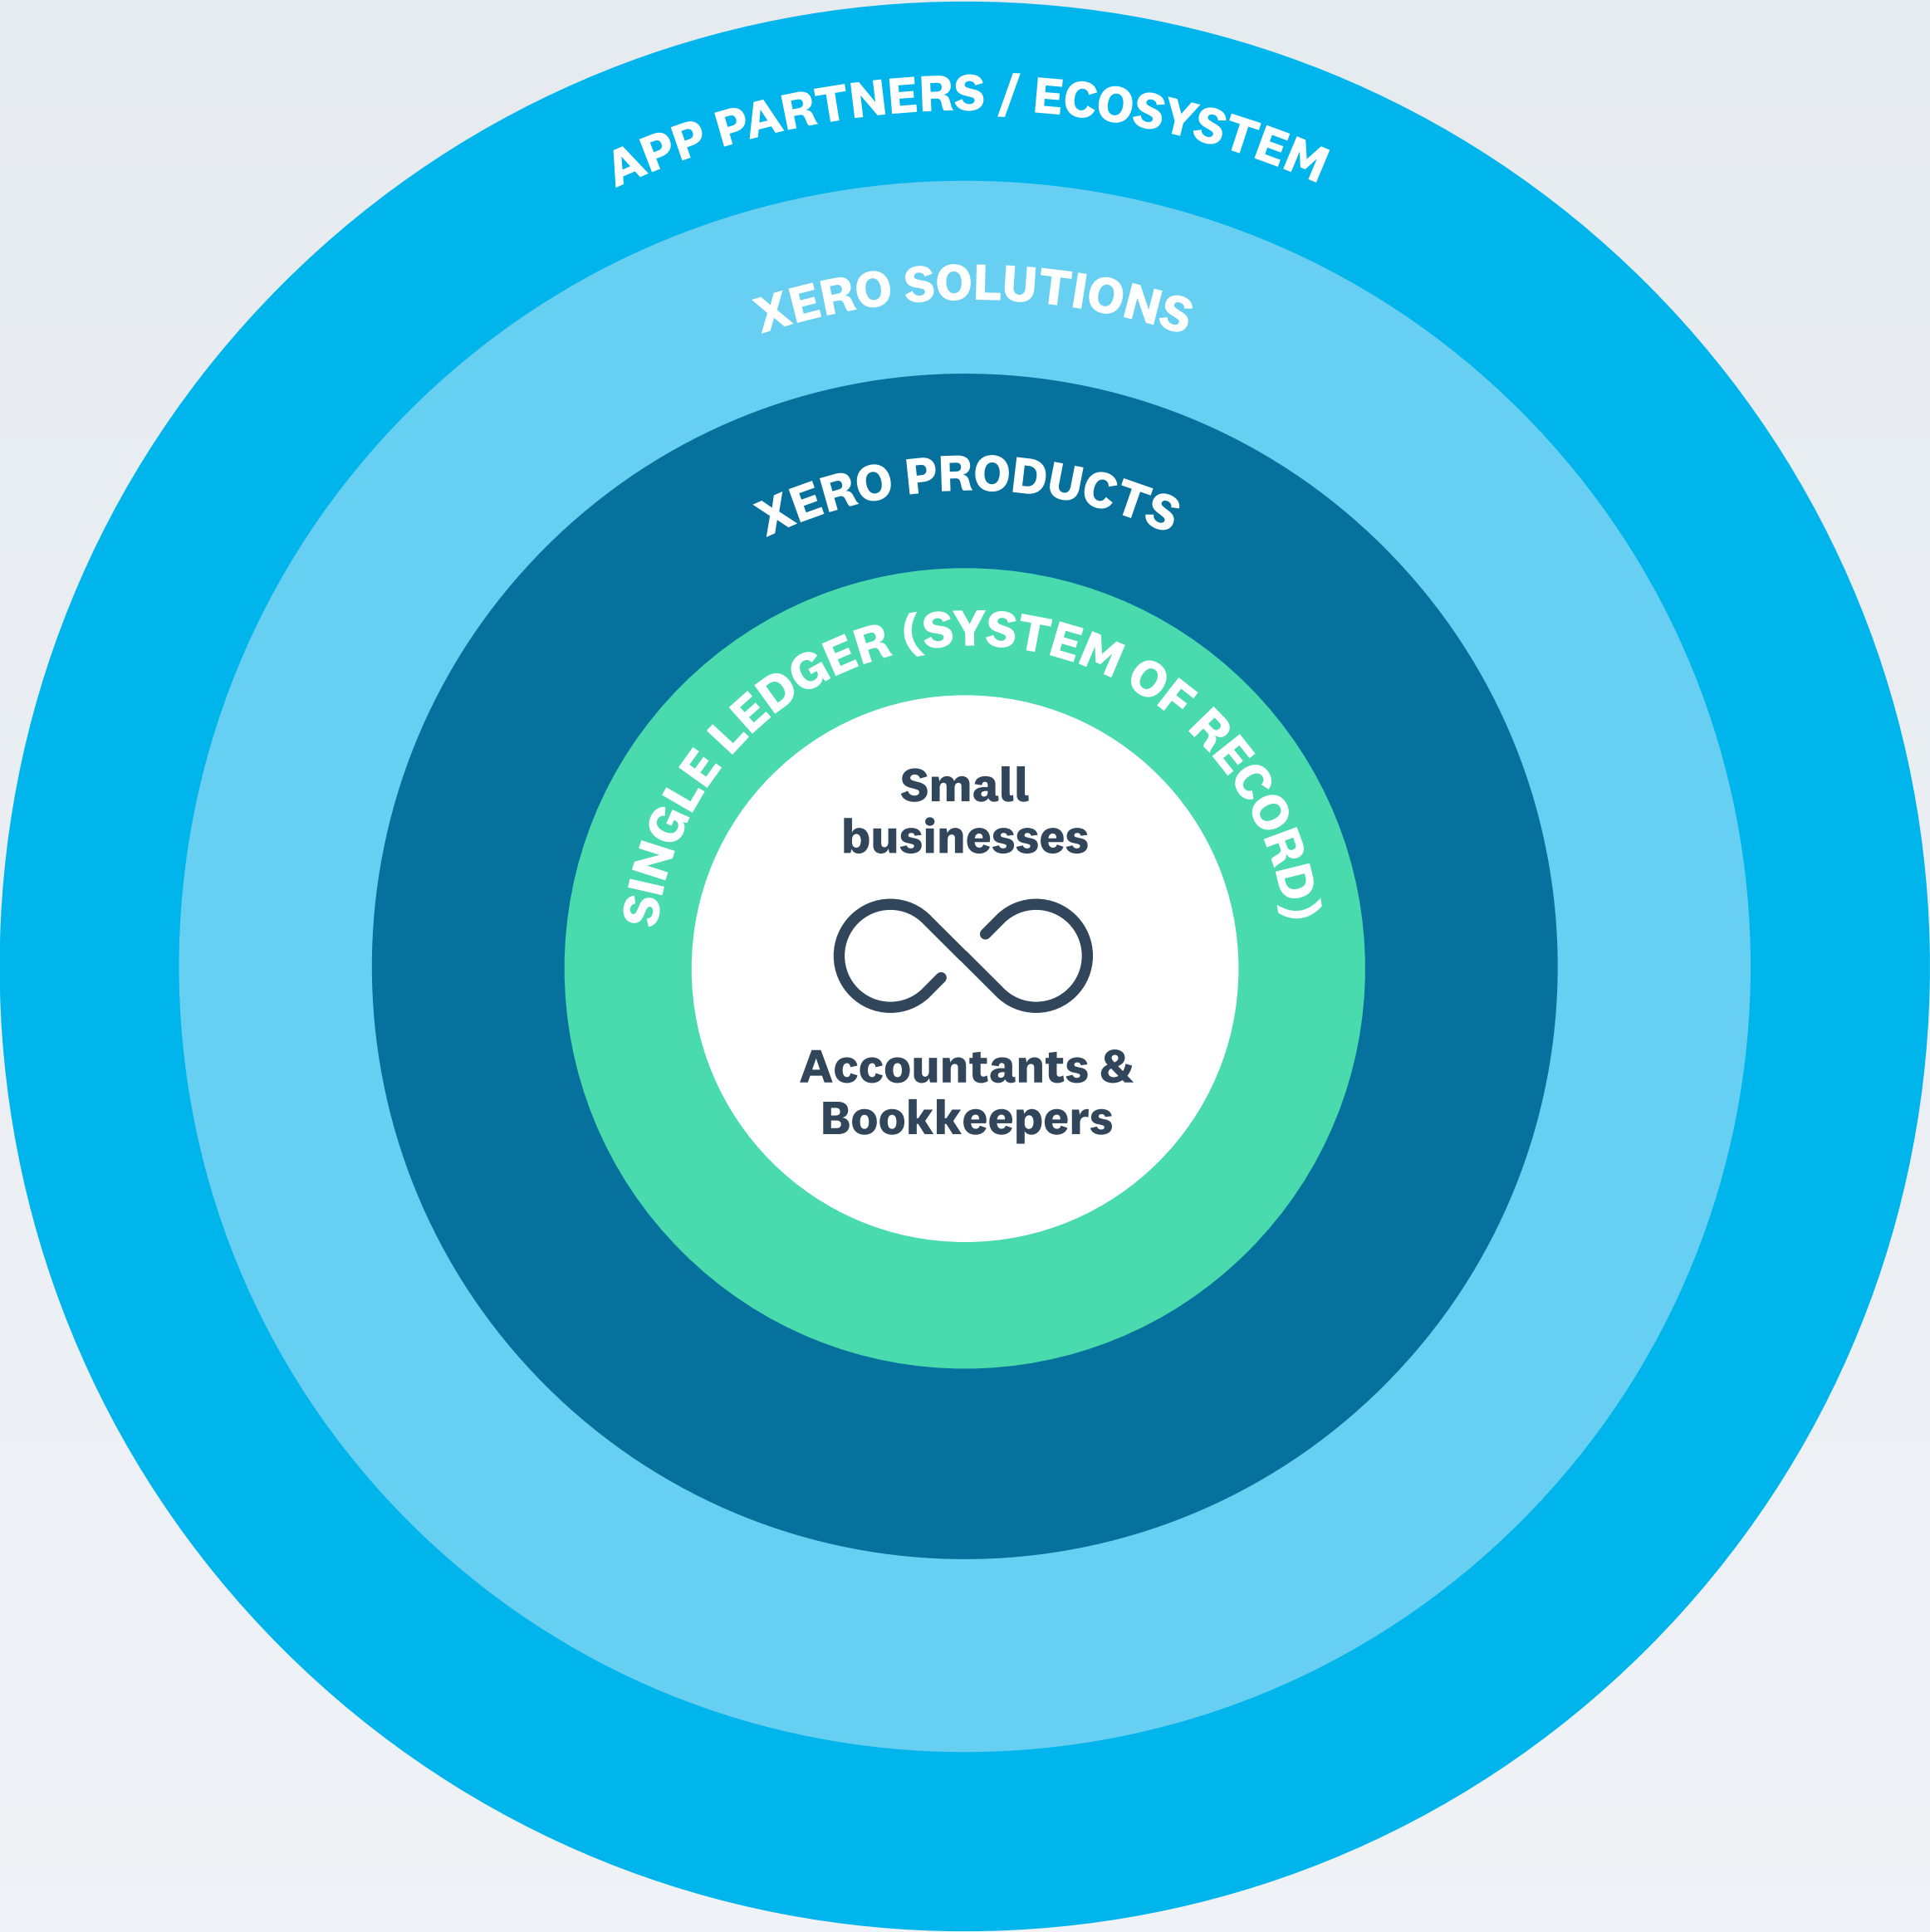 APP PARTNERS / ECOSYSTEM
XERO SOLUTIONS
XERO PRODUCTS
SINGLE LEDGER (SYSTEM OF RECORD)
Small
businesses
Accountants &
Bookkeepers